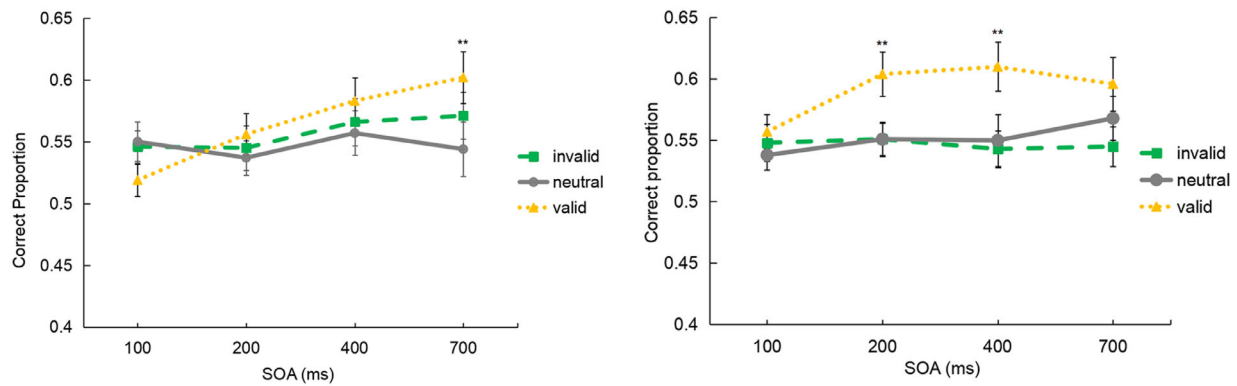 0.65
0.6
0.55
0.5
0.45
0.4
Correct Proportion
**
100 200 400 700
SOA (ms)
invalid
neutral
valid
0.65
0.6
0.55
0.5
0.45
0.4
Correct proportion
** **
100 200 400 700
SOA (ms)
invalid
neutral
valid